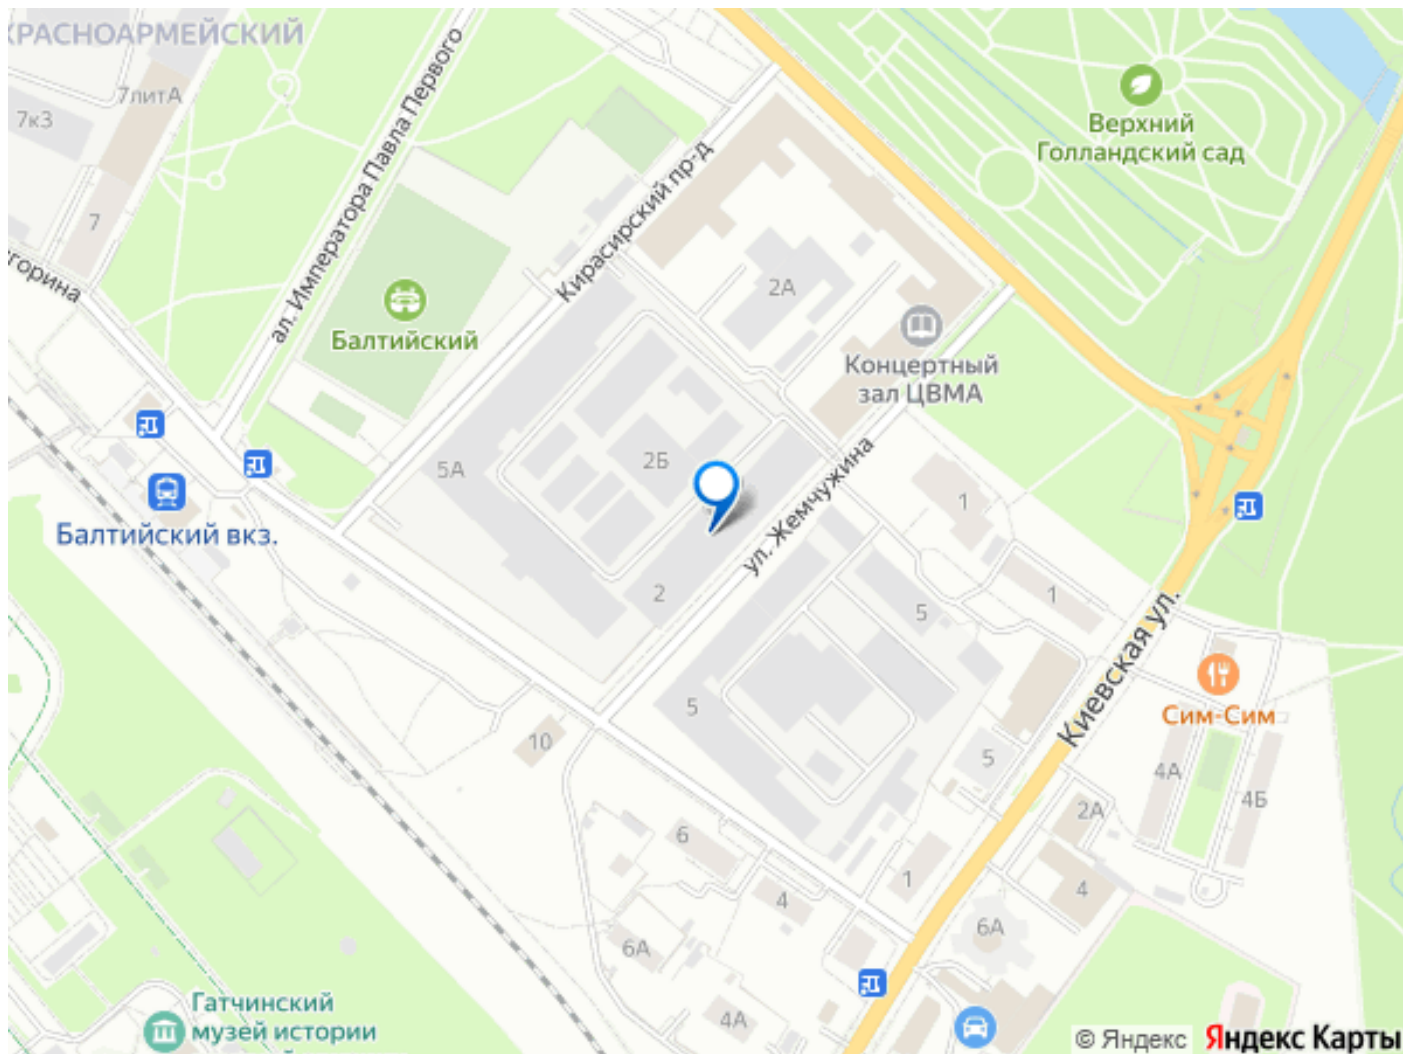 КРАСНОАРМЕЙСКИЙ
7литА
7к3
7
ал. Императора Павла Первого
Кирасирский пр-д
Верхний
Голландский сад
2А
Балтийский
Концертный
зал ЦВМА
5А
2Б
ул. Жемчужина
1
Балтийский вкз.
2
5
1
Киевская ул.
Сим-Сим
5
10
5
4А
4Б
2А
6
1
4
4
6А
6А
4А
Гатчинский
музей истории
© Яндекс
Яндекс Карты